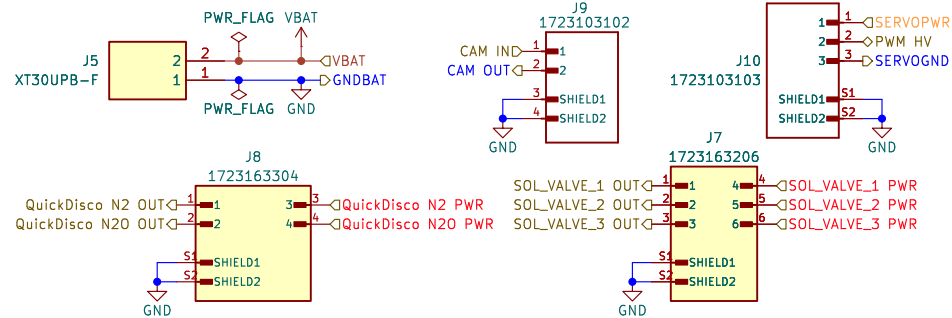 PWR_FLAG VBAT
J5
XT30UPB-F
2 2 VBAT
1 1 GNDBAT
PWR_FLAG GND
J9
1723103102
CAM IN 1 1
CAM OUT 2 2
3 SHIELD1
4 SHIELD2
GND
J10
1723103103
1 1 SERVOPWR
2 2 PWM HV
3 3 SERVOGND
SHIELD1 S1
SHIELD2 S2
GND
J8
1723163304
QuickDisco N2 OUT 1 1 3 3 QuickDisco N2 PWR
QuickDisco N2O OUT 2 2 4 4 QuickDisco N2O PWR
S1 SHIELD1
S2 SHIELD2
GND
J7
1723163206
SOL_VALVE_1 OUT 1 1 4 4 SOL_VALVE_1 PWR
SOL_VALVE_2 OUT 2 2 5 5 SOL_VALVE_2 PWR
SOL_VALVE_3 OUT 3 3 6 6 SOL_VALVE_3 PWR
S1 SHIELD1
S2 SHIELD2
GND